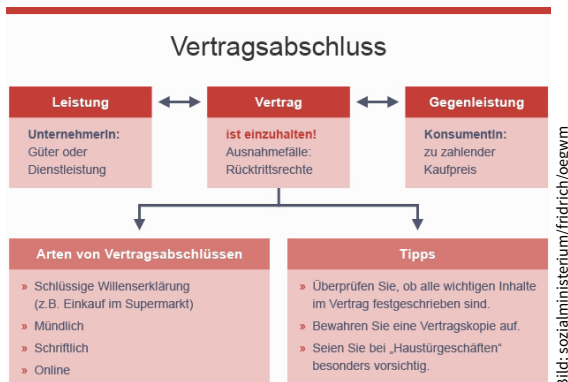 Vertragsabschluss
Leistung
UnternehmerIn:
Güter oder
Dienstleistung
Vertrag
ist einzuhalten!
Ausnahmefälle:
Rücktrittsrechte
Gegenleistung
KonsumentIn:
zu zahlender
Kaufpreis
Arten von Vertragsabschlüssen
» Schlüssige Willenserklärung
(z.B. Einkauf im Supermarkt)
» Mündlich
» Schriftlich
» Online
Tipps
» Überprüfen Sie, ob alle wichtigen Inhalte
im Vertrag festgeschrieben sind.
» Bewahren Sie eine Vertragskopie auf.
» Seien Sie bei „Haustürgeschäften“
besonders vorsichtig.
Bild: sozialministerium/fridrich/oegwm